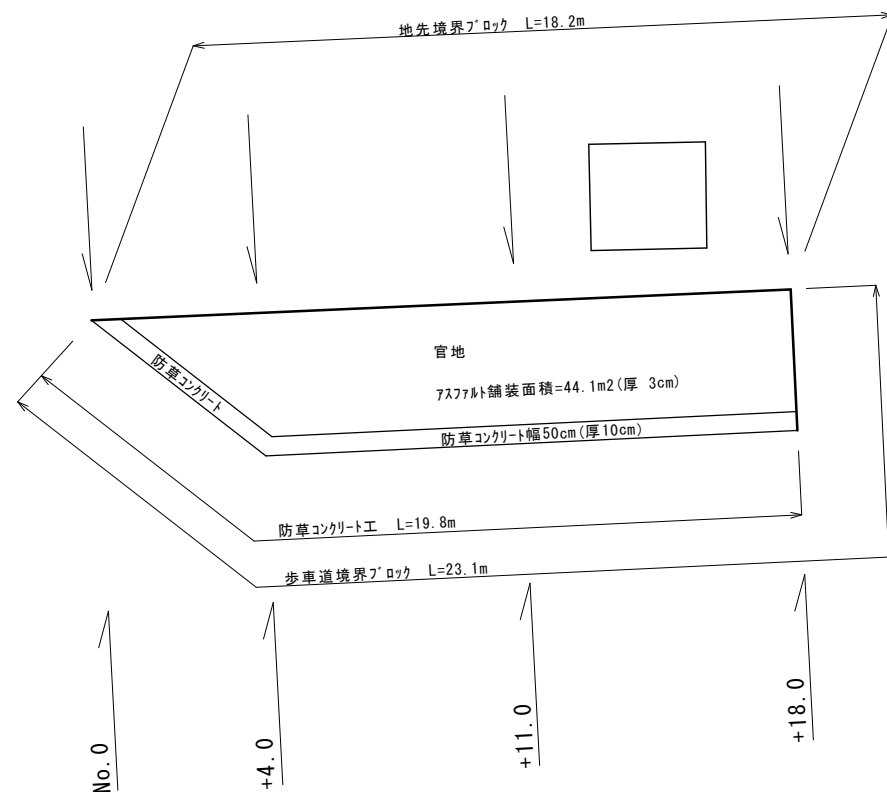 地先境界ﾌﾞﾛｯｸ L=18.2m
官地
ｱｽﾌｧﾙﾄ舗装面積=44.1m2(厚 3cm)
防草ｺﾝｸﾘｰﾄ
防草ｺﾝｸﾘｰﾄ幅50cm(厚10cm)
防草ｺﾝｸﾘｰﾄ工 L=19.8m
歩車道境界ﾌﾞﾛｯｸ L=23.1m
No.0
+4.0
+11.0
+18.0